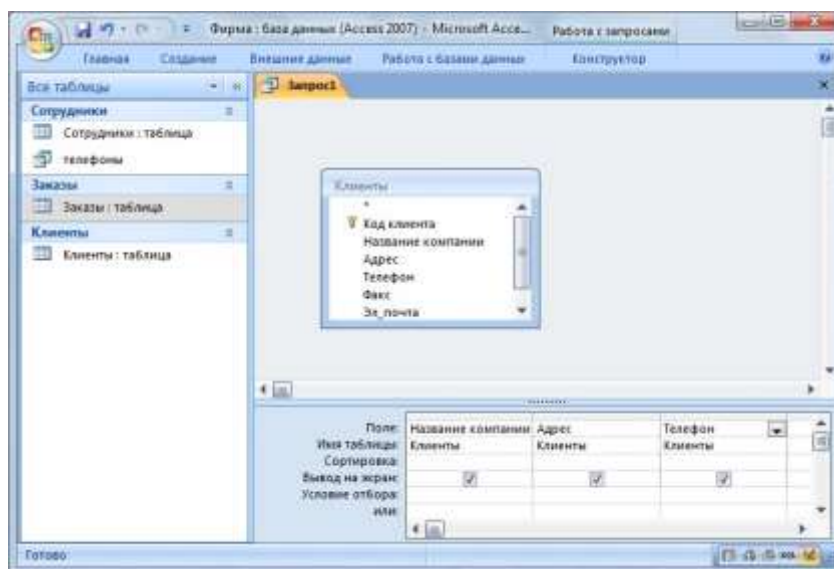 Фирма : база данных (Access 2007) - Microsoft Acce...
Работа с запросами
Главная Создание Внешние данные Работа с базами данных Конструктор
Все таблицы
Запрос1
Сотрудники
Сотрудники : таблица
телефоны
Заказы
Заказы : таблица
Клиенты
Клиенты : таблица
Клиенты
*
Код клиента
Название компании
Адрес
Телефон
Факс
Эл_почта
Поле: Название компании Адрес Телефон
Имя таблицы: Клиенты Клиенты Клиенты
Сортировка:
Вывод на экран:
Условие отбора:
или:
Готово